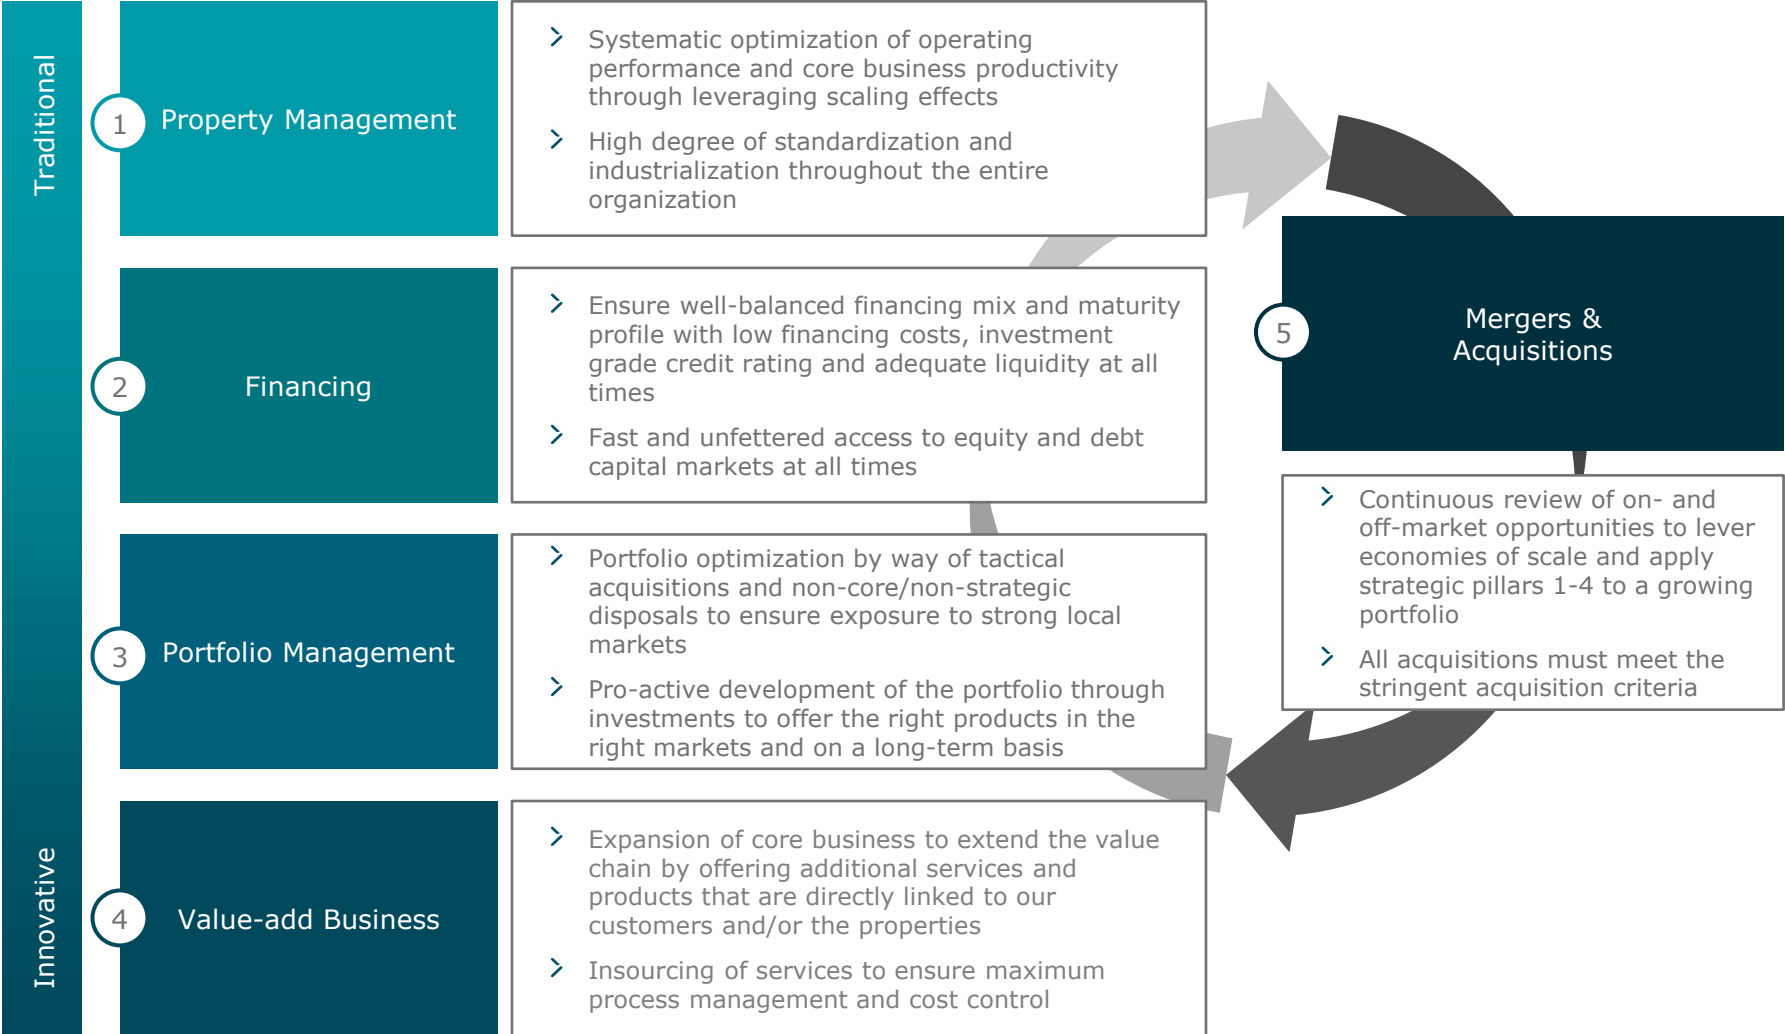 Traditional
1
Property Management
Systematic optimization of operating
performance and core business productivity
through leveraging scaling effects
High degree of standardization and
industrialization throughout the entire
organization
2
Financing
Ensure well-balanced financing mix and maturity
profile with low financing costs, investment
grade credit rating and adequate liquidity at all
times
Fast and unfettered access to equity and debt
capital markets at all times
3
Portfolio Management
Portfolio optimization by way of tactical
acquisitions and non-core/non-strategic
disposals to ensure exposure to strong local
markets
Pro-active development of the portfolio through
investments to offer the right products in the
right markets and on a long-term basis
Innovative
4
Value-add Business
Expansion of core business to extend the value
chain by offering additional services and
products that are directly linked to our
customers and/or the properties
Insourcing of services to ensure maximum
process management and cost control
5
Mergers &
Acquisitions
Continuous review of on- and
off-market opportunities to lever
economies of scale and apply
strategic pillars 1-4 to a growing
portfolio
All acquisitions must meet the
stringent acquisition criteria